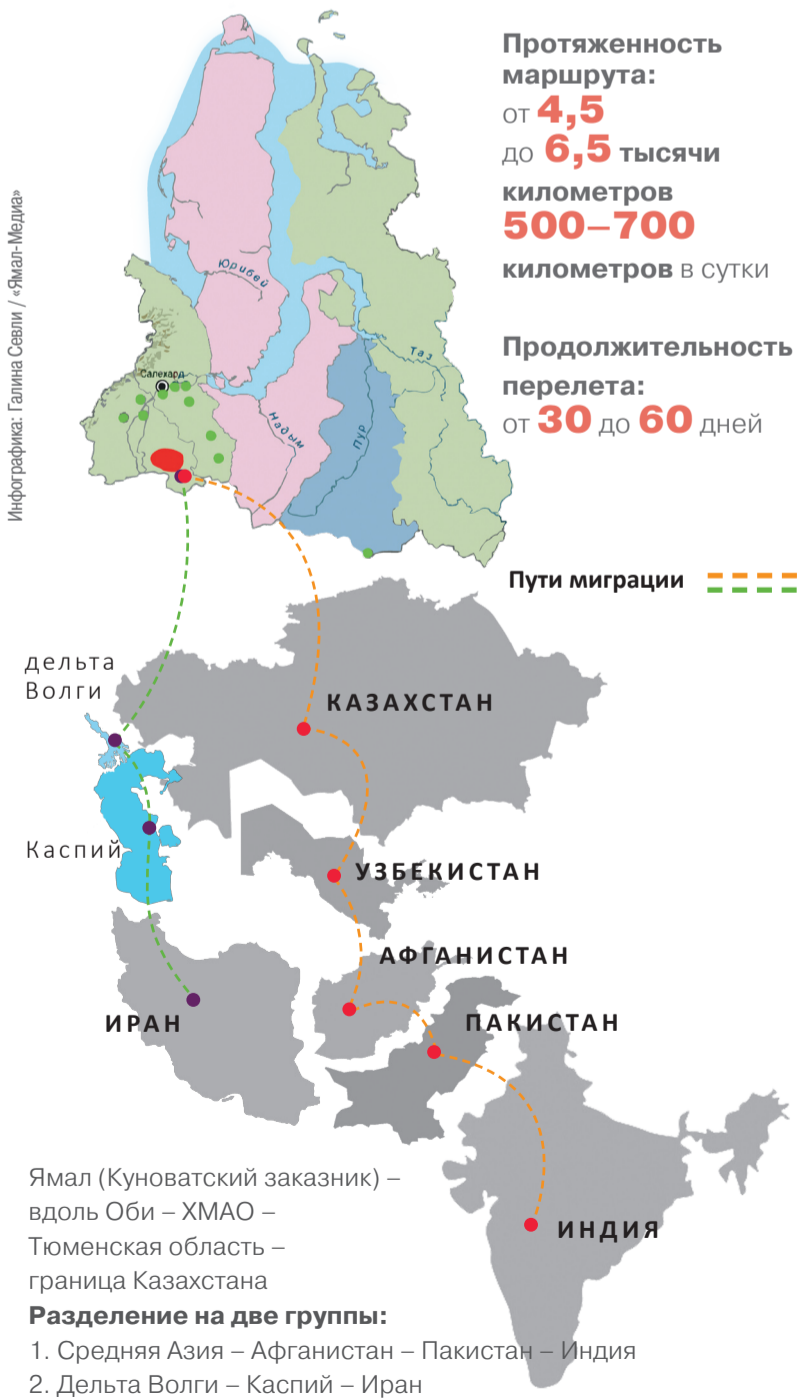 Протяженность
маршрута:
от 4,5
до 6,5 тысячи
километров
500–700
километров в сутки
Продолжительность
перелета:
от 30 до 60 дней
Инфографика: Галина Севли / «Ямал-Медиа»
Юрибей
Салехард
Надым
ПУР
Таз
Пути миграции
дельта
Волги
КАЗАХСТАН
Каспий
УЗБЕКИСТАН
АФГАНИСТАН
ИРАН
ПАКИСТАН
ИНДИЯ
Ямал (Куноватский заказник) –
вдоль Оби – ХМАО –
Тюменская область –
граница Казахстана
Разделение на две группы:
1. Средняя Азия – Афганистан – Пакистан – Индия
2. Дельта Волги – Каспий – Иран